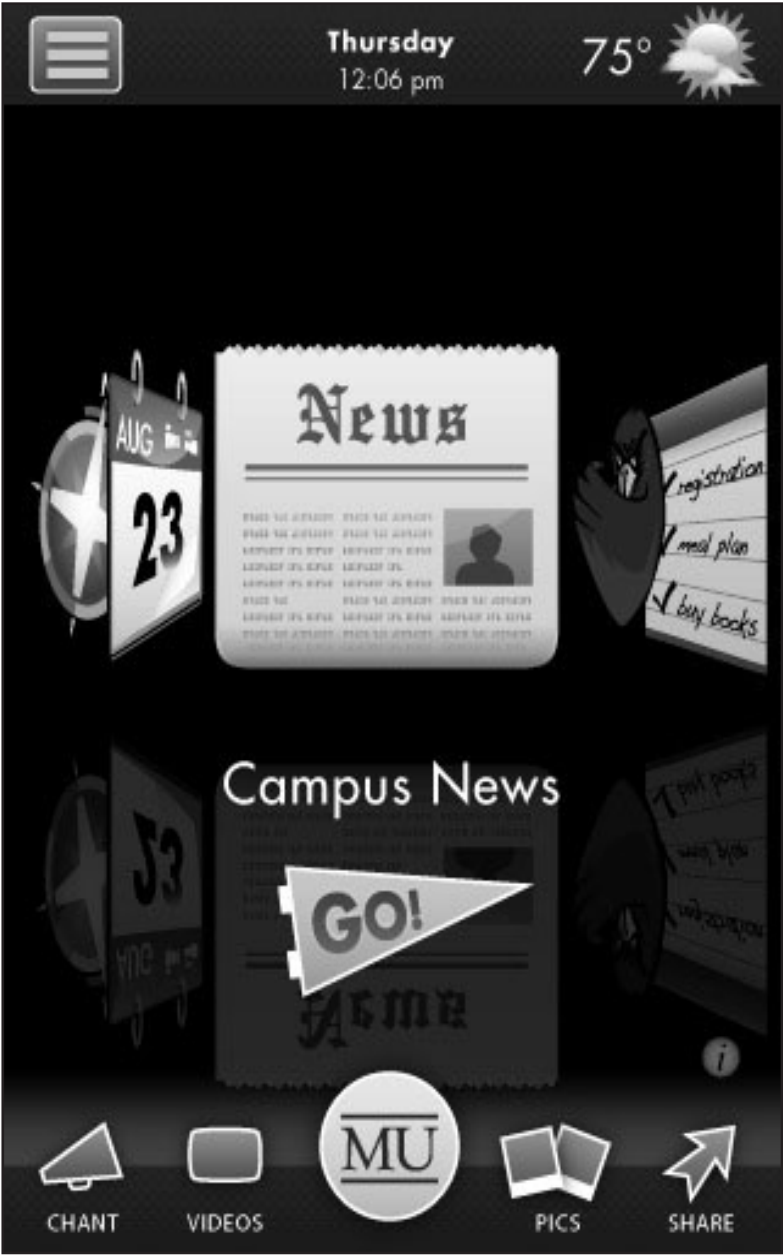 Thursday
12:06 pm
75°
AUG
23
News
registration
meal plan
buy books
Campus News
GO!
i
MU
CHANT
VIDEOS
PICS
SHARE